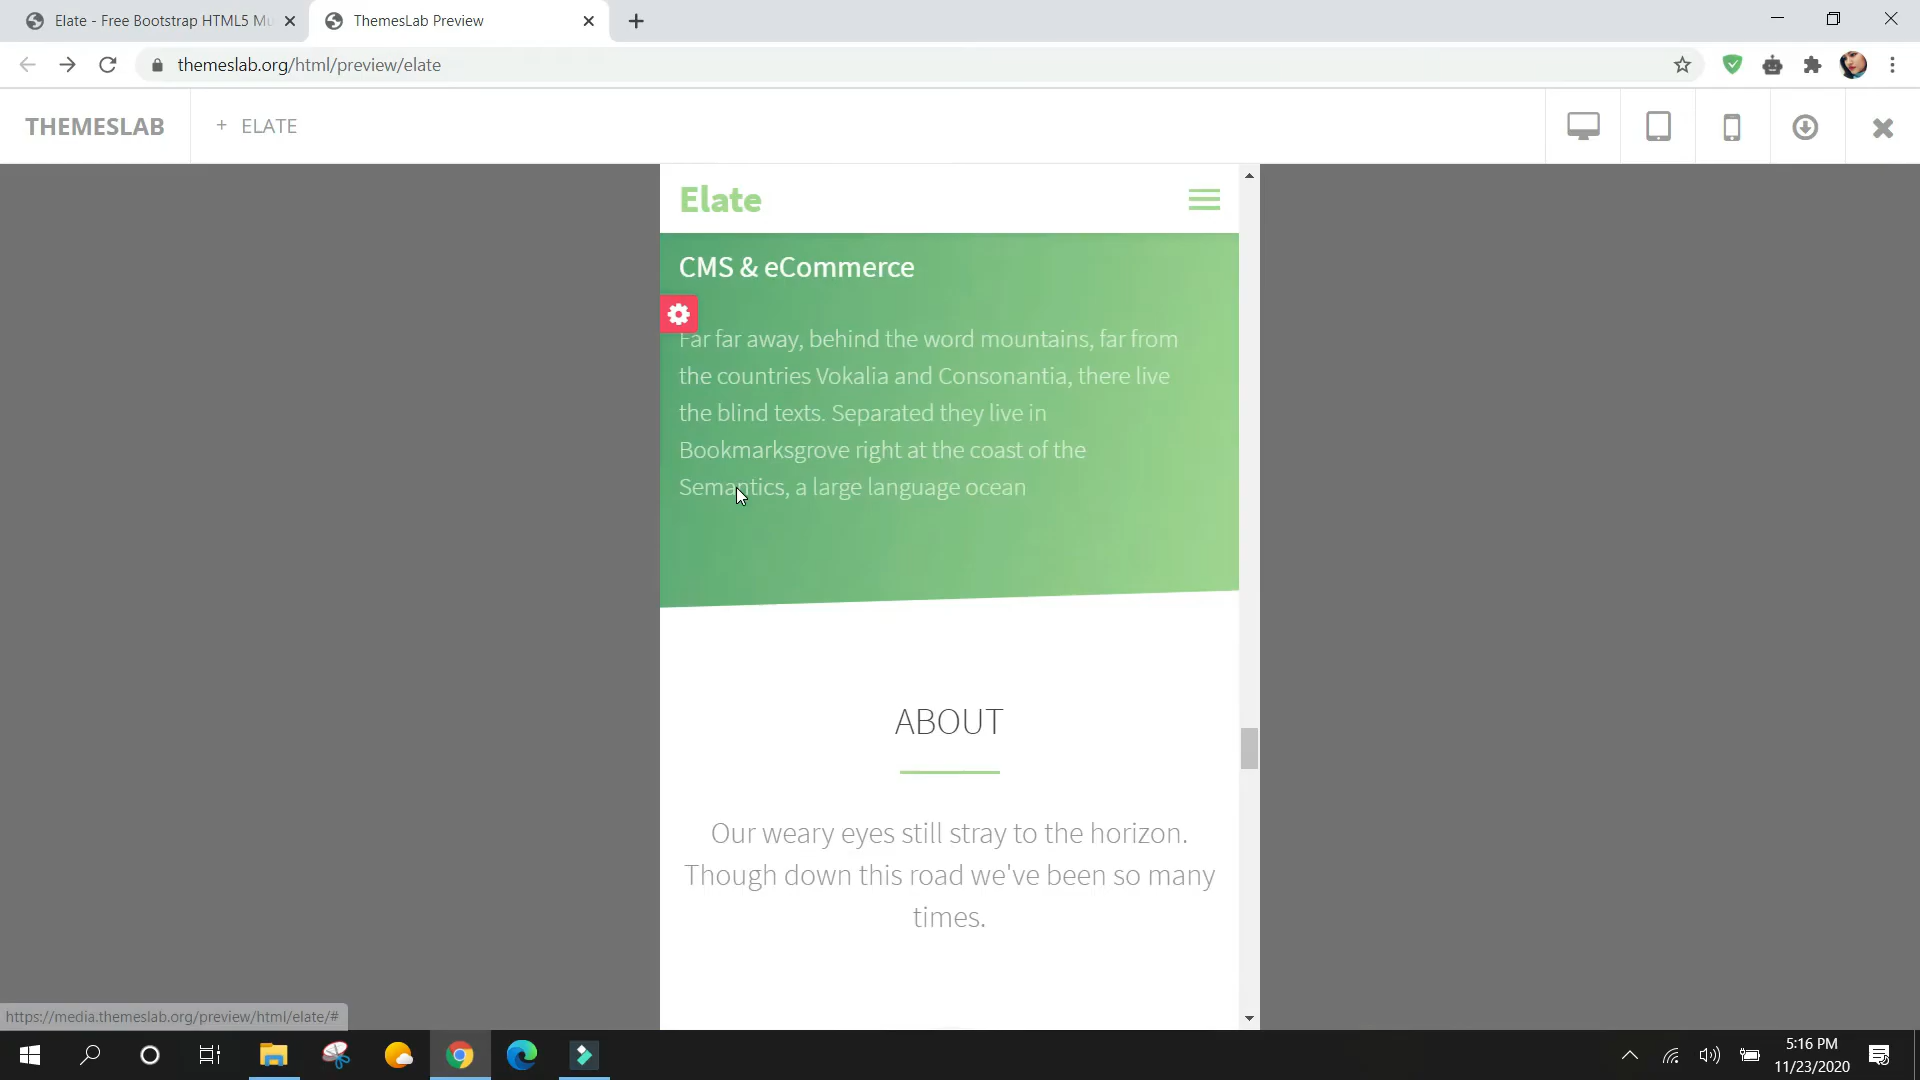 Elate - Free Bootstrap HTML5 Mu
ThemesLab Preview
themeslab.org/html/preview/elate
THEMESLAB
+ ELATE
Elate
CMS & eCommerce
Far far away, behind the word mountains, far from
the countries Vokalia and Consonantia, there live
the blind texts. Separated they live in
Bookmarksgrove right at the coast of the
Semantics, a large language ocean
ABOUT
Our weary eyes still stray to the horizon.
Though down this road we've been so many
times.
https://media.themeslab.org/preview/html/elate/#
5:16 PM
11/23/2020